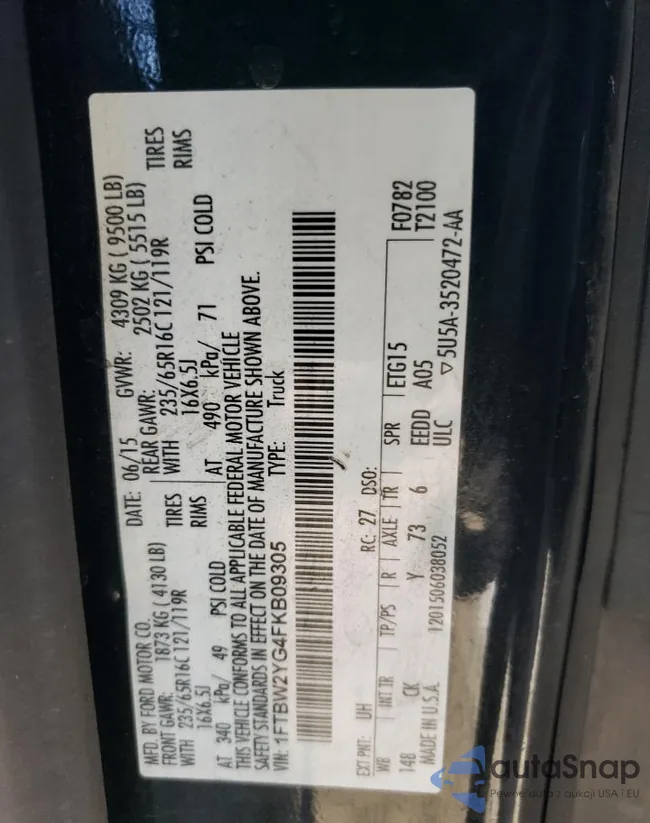 MFD. BY FORD MOTOR CO.
DATE: 06/15 GVWR: 4309 KG ( 9500 LB)
FRONT GAWR: 1873 KG ( 4130 LB)
REAR GAWR: 2502 KG ( 5515 LB)
WITH 235/65R16C 121/119R TIRES
WITH 235/65R16C 121/119R TIRES
16X6.5J RIMS
16X6.5J RIMS
AT 340 kPa/ 49 PSI COLD
AT 490 kPa/ 71 PSI COLD
THIS VEHICLE CONFORMS TO ALL APPLICABLE FEDERAL MOTOR VEHICLE
SAFETY STANDARDS IN EFFECT ON THE DATE OF MANUFACTURE SHOWN ABOVE.
VIN: 1FTBW2YG4FKB09305
TYPE: Truck
EXT PNT: UH RC: 27 DSO:
WB INT TR TP/PS R AXLE TR SPR ETG15 F0782
148 CK Y 73 6 EEDD A05 T2100
MADE IN U.S.A. 1201506038052 ULC ▽5U5A-3520472-AA
autaSnap
Pewne auta z aukcji USA i EU